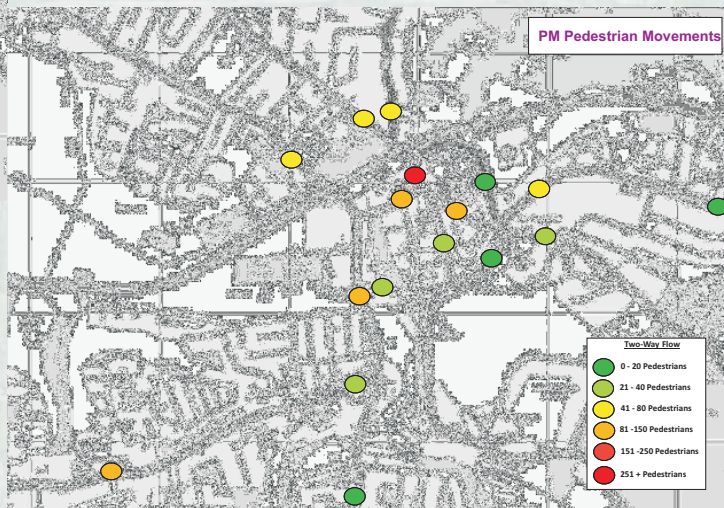 PM Pedestrian Movements
Two-Way Flow
0 - 20 Pedestrians
21 - 40 Pedestrians
41 - 80 Pedestrians
81 -150 Pedestrians
151 -250 Pedestrians
251 + Pedestrians